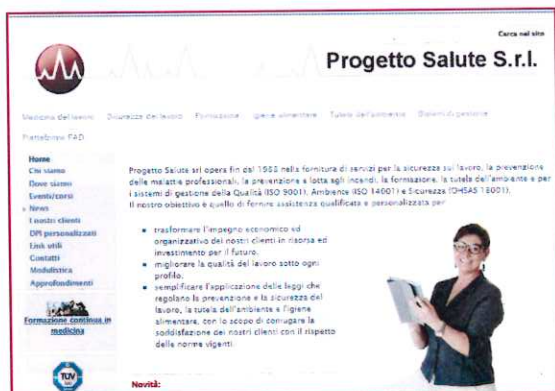 Cerca nel sito
Progetto Salute S.r.l.
Medicina del lavoro Sicurezza del lavoro Formazione Igiene alimentare Tutela dell'ambiente Sistemi di gestione
Piattaforma FAD
Home
Chi siamo
Dove siamo
Eventi/corsi
» News
I nostri clienti
DPI personalizzati
Link utili
Contatti
Modulistica
Approfondimenti
Formazione continua in
medicina
TÜV
Progetto Salute srl opera fin dal 1988 nella fornitura di servizi per la sicurezza sul lavoro, la prevenzione
delle malattie professionali, la prevenzione e lotta agli incendi, la formazione, la tutela dell'ambiente e per
i sistemi di gestione della Qualità (ISO 9001), Ambiente (ISO 14001) e Sicurezza (OHSAS 18001).
Il nostro obiettivo è quello di fornire assistenza qualificata e personalizzata per
trasformare l'impegno economico ed
organizzativo dei nostri clienti in risorsa ed
investimento per il futuro.
migliorare la qualità del lavoro sotto ogni
profilo.
semplificare l'applicazione delle leggi che
regolano la prevenzione e la sicurezza del
lavoro, la tutela dell'ambiente e l'igiene
alimentare, con lo scopo di coniugare la
soddisfazione dei nostri clienti con il rispetto
delle norme vigenti.
Novità: